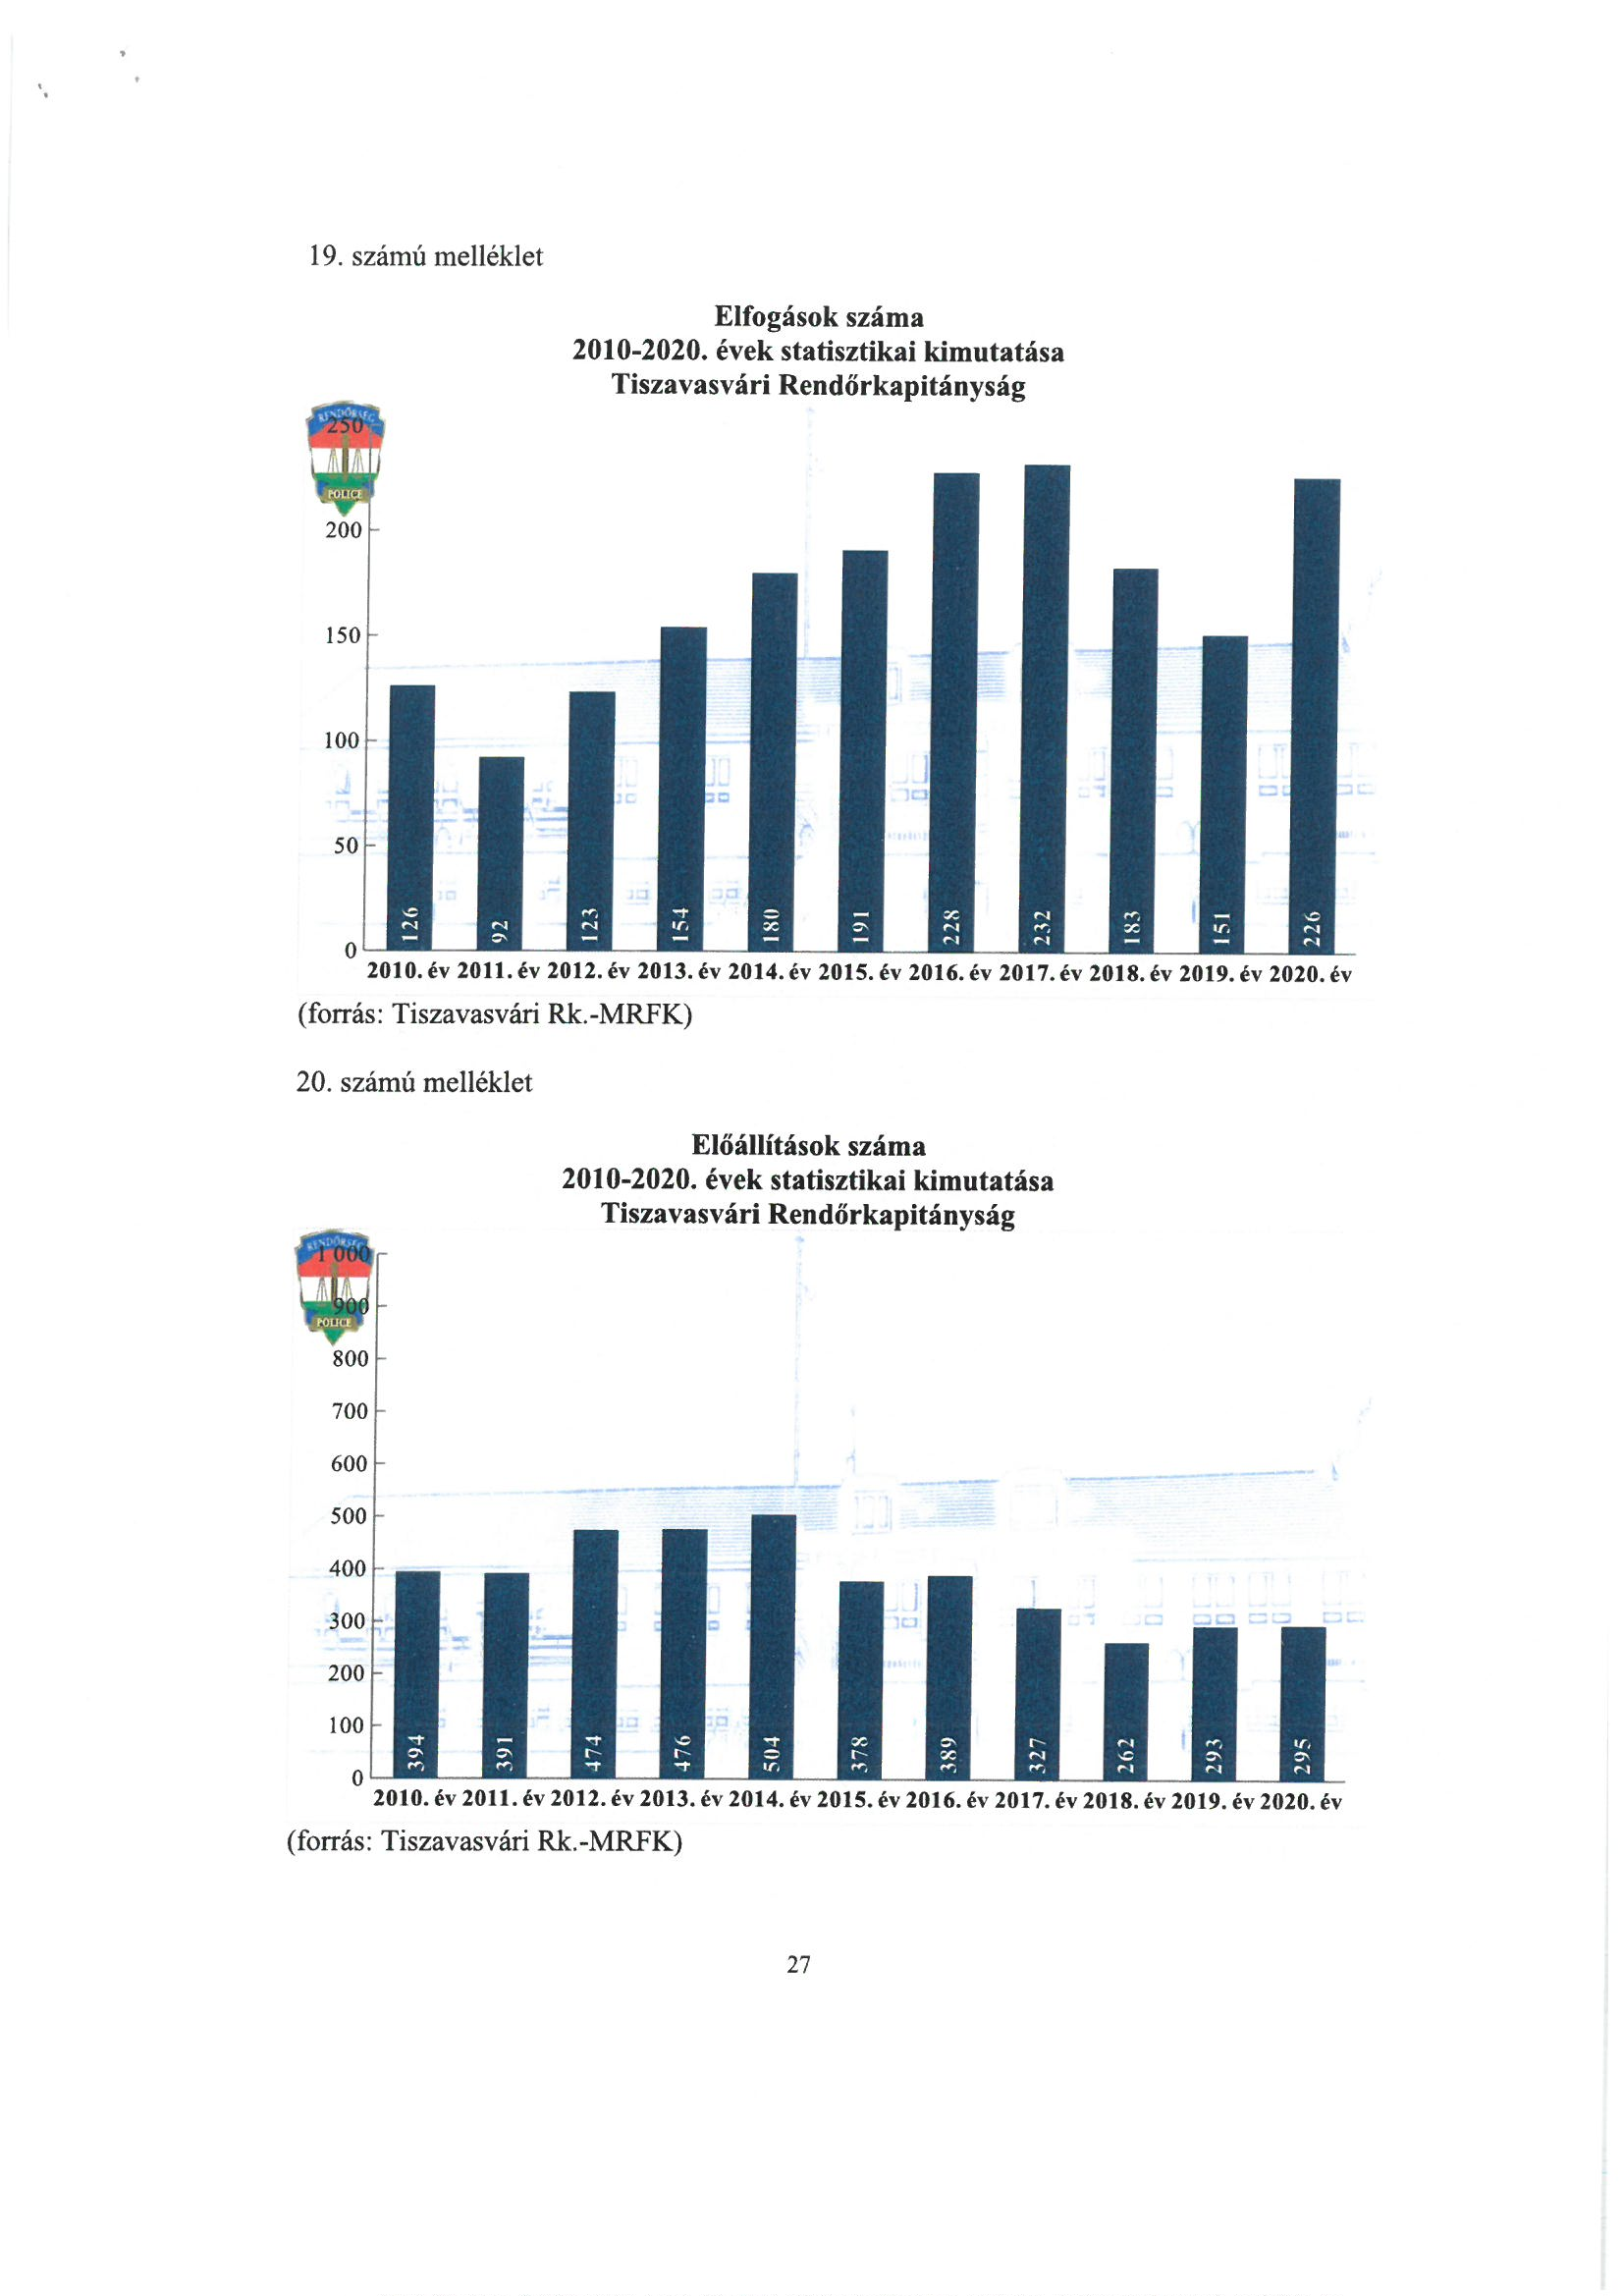 19. számú melléklet
Elfogások száma
2010-2020. évek statisztikai kimutatása
Tiszavasvári Rendőrkapitányság
RENDŐRSÉG
250
POLICE
200
150
100
50
0
126 92 123 154 180 191 228 232 183 151 226
2010. év 2011. év 2012. év 2013. év 2014. év 2015. év 2016. év 2017. év 2018. év 2019. év 2020. év
(forrás: Tiszavasvári Rk.-MRFK)
20. számú melléklet
Előállítások száma
2010-2020. évek statisztikai kimutatása
Tiszavasvári Rendőrkapitányság
RENDŐRSÉG
1 000
900
POLICE
800
700
600
500
400
300
200
100
0
394 391 474 476 504 378 389 327 262 293 295
2010. év 2011. év 2012. év 2013. év 2014. év 2015. év 2016. év 2017. év 2018. év 2019. év 2020. év
(forrás: Tiszavasvári Rk.-MRFK)
27